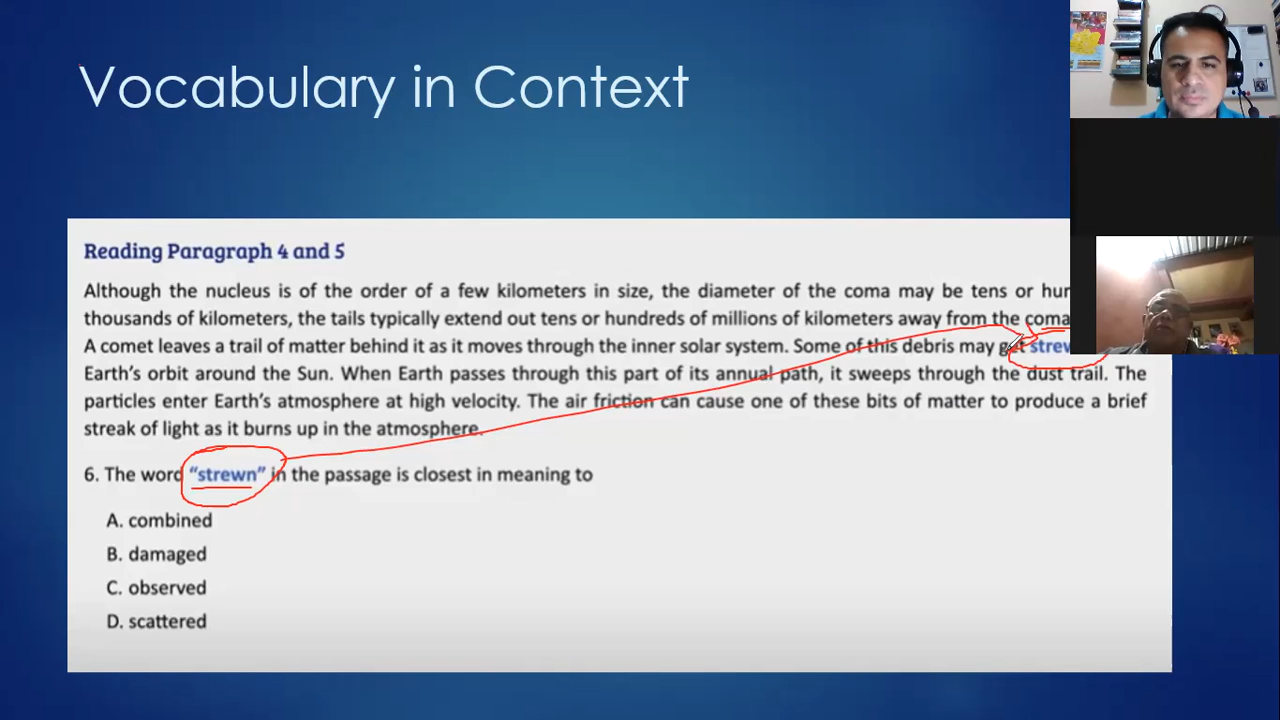 Vocabulary in Context
Reading Paragraph 4 and 5
Although the nucleus is of the order of a few kilometers in size, the diameter of the coma may be tens or
thousands of kilometers, the tails typically extend out tens or hundreds of millions of kilometers away from the coma
A comet leaves a trail of matter behind it as it moves through the inner solar system. Some of this debris may get
Earth's orbit around the Sun. When Earth passes through this part of its annual path, it sweeps through the dust trail. The
particles enter Earth's atmosphere at high velocity. The air friction can cause one of these bits of matter to produce a brief
streak of light as it burns up in the atmosphere.
6. The word “strewn” in the passage is closest in meaning to
A. combined
B. damaged
C. observed
D. scattered